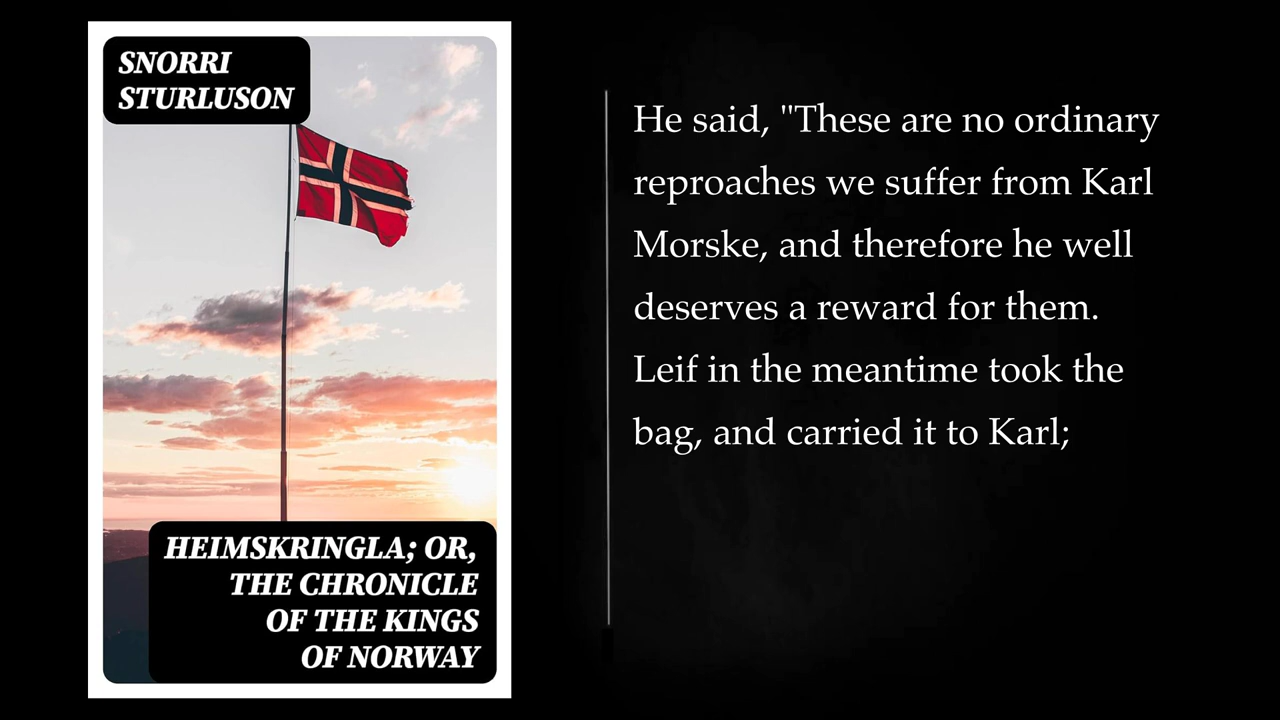 SNORRI
STURLUSON
HEIMSKRINGLA; OR,
THE CHRONICLE
OF THE KINGS
OF NORWAY
He said, "These are no ordinary
reproaches we suffer from Karl
Morske, and therefore he well
deserves a reward for them.
Leif in the meantime took the
bag, and carried it to Karl;